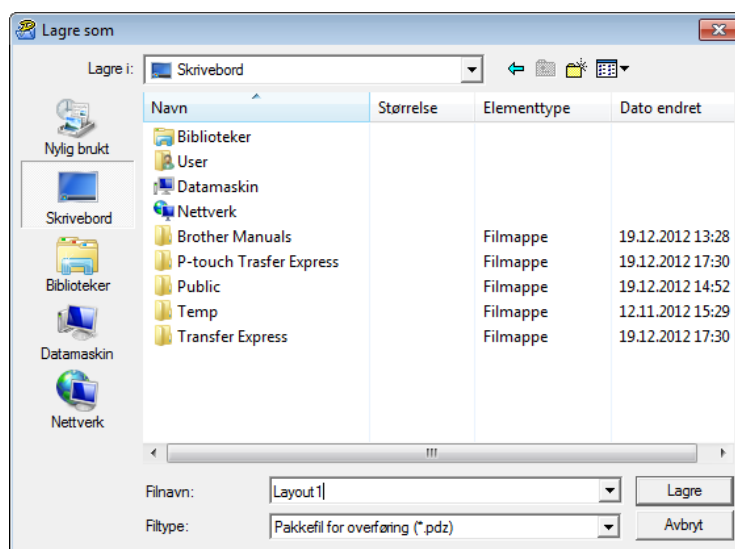 Lagre som
Lagre i: Skrivebord
Navn Størrelse Elementtype Dato endret
Nylig brukt
Skrivebord
Biblioteker
Datamaskin
Nettverk
Biblioteker
User
Datamaskin
Nettverk
Brother Manuals Filmappe 19.12.2012 13:28
P-touch Trasfer Express Filmappe 19.12.2012 17:30
Public Filmappe 19.12.2012 14:52
Temp Filmappe 12.11.2012 15:29
Transfer Express Filmappe 19.12.2012 17:30
Filnavn: Layout1 Lagre
Filtype: Pakkefil for overføring (*.pdz) Avbryt